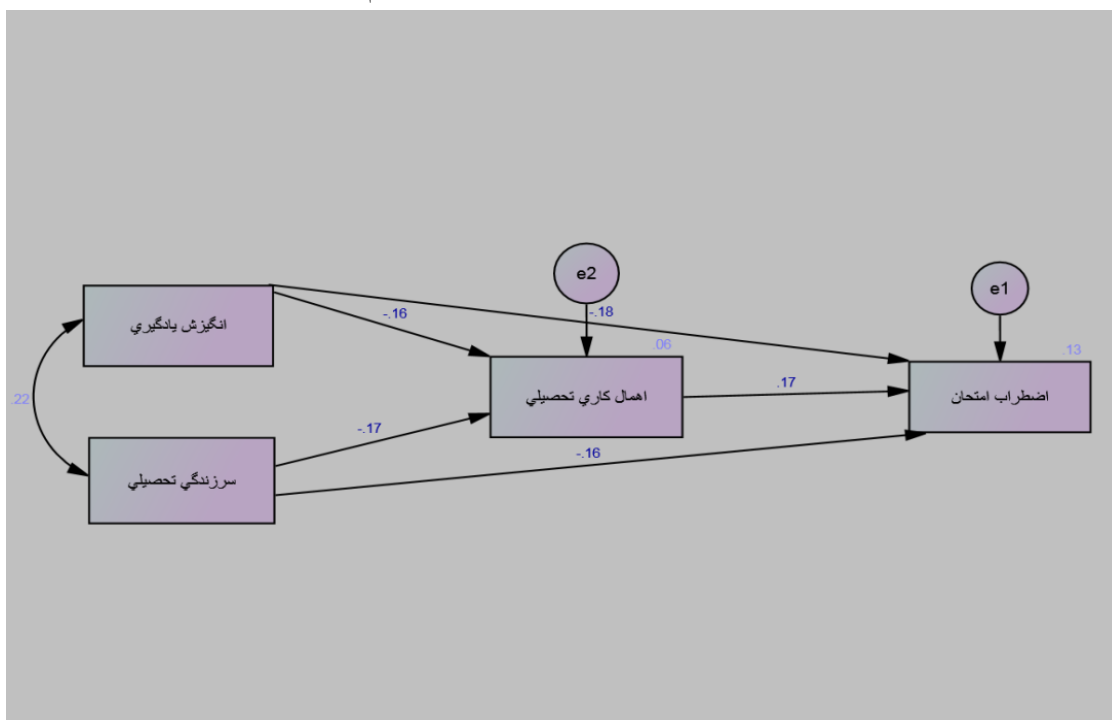 e2
e1
انگيزش يادگيري
-.16
-.18
.06
.13
.22
اهمال کاري تحصيلي
.17
اضطراب امتحان
-.17
-.16
سرزندگي تحصيلي